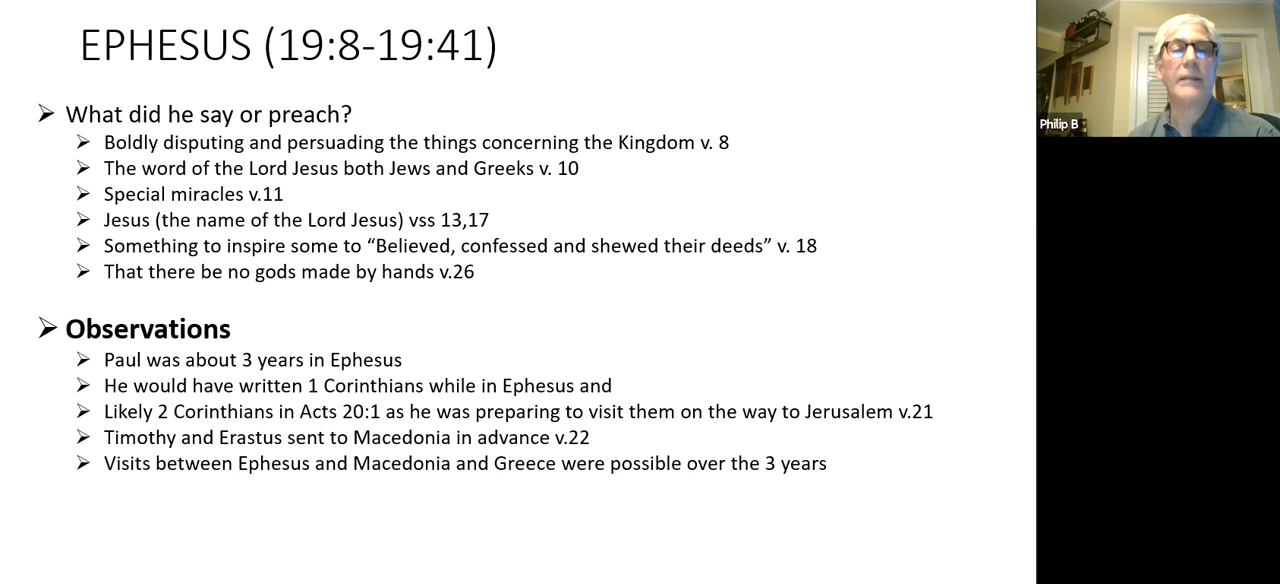 EPHESUS (19:8-19:41)
What did he say or preach?
Boldly disputing and persuading the things concerning the Kingdom v. 8
The word of the Lord Jesus both Jews and Greeks v. 10
Special miracles v.11
Jesus (the name of the Lord Jesus) vss 13,17
Something to inspire some to “Believed, confessed and shewed their deeds” v. 18
That there be no gods made by hands v.26
Observations
Paul was about 3 years in Ephesus
He would have written 1 Corinthians while in Ephesus and
Likely 2 Corinthians in Acts 20:1 as he was preparing to visit them on the way to Jerusalem v.21
Timothy and Erastus sent to Macedonia in advance v.22
Visits between Ephesus and Macedonia and Greece were possible over the 3 years
Philip B